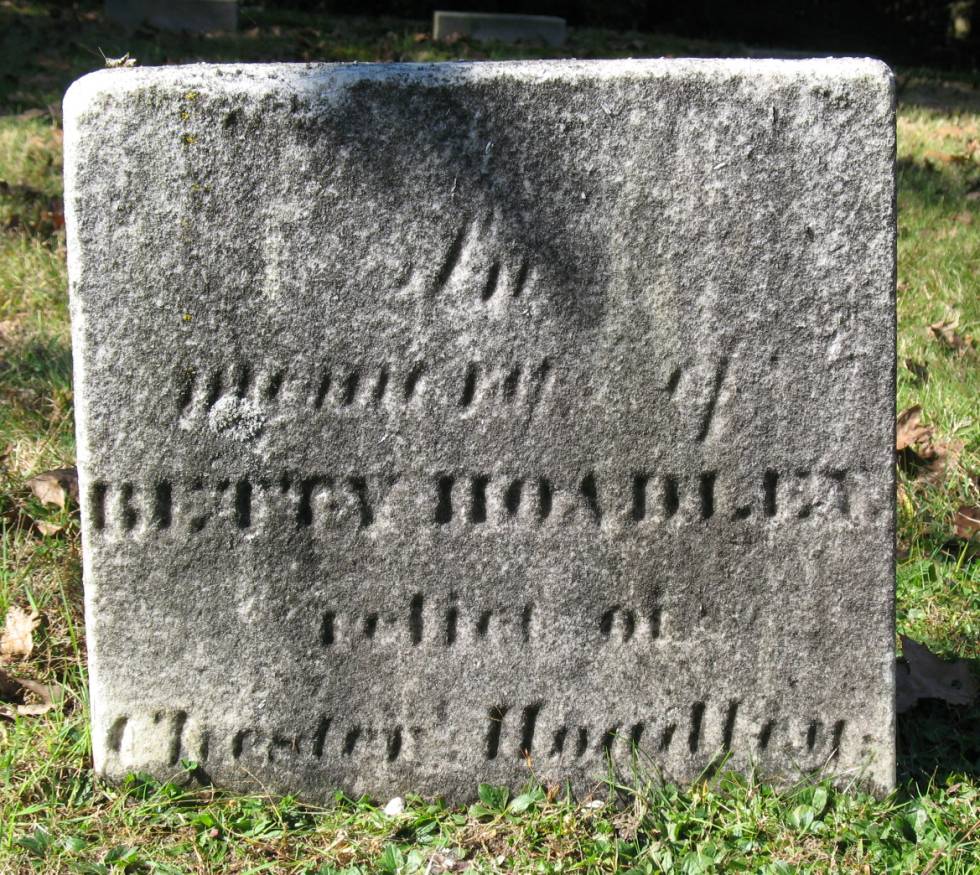 In
memory of
BETTY HOADLEY
relict of
Chester Hoadley: